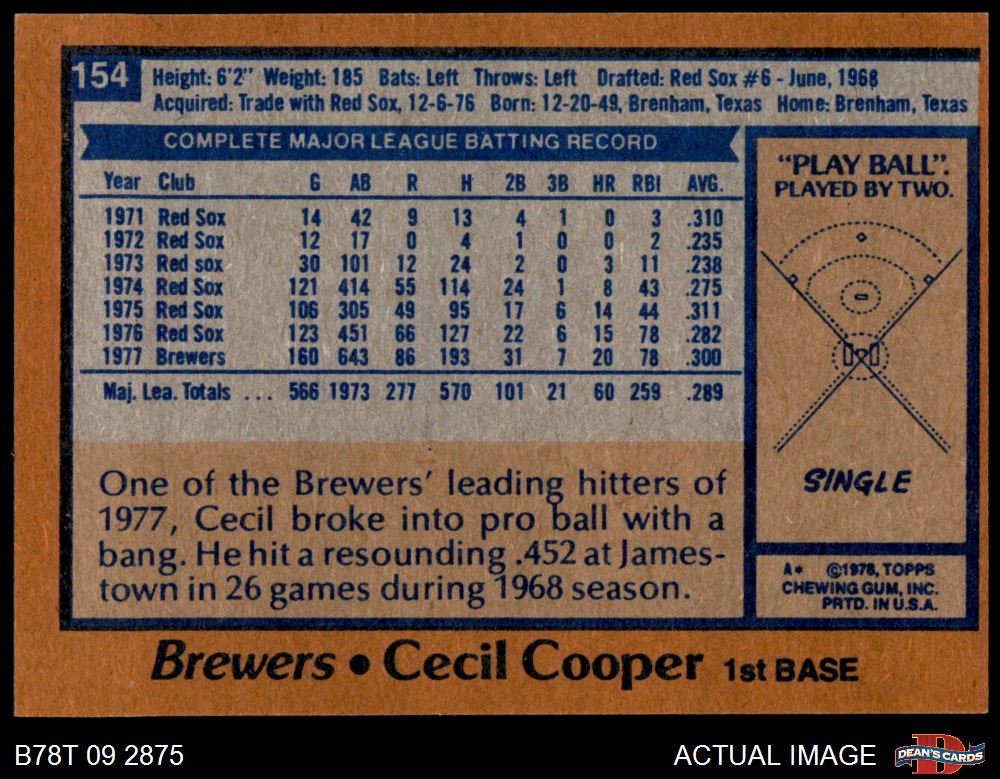 154
Height: 6'2" Weight: 185 Bats: Left Throws: Left Drafted: Red Sox #6 - June, 1968
Acquired: Trade with Red Sox, 12-6-76 Born: 12-20-49, Brenham, Texas Home: Brenham, Texas
COMPLETE MAJOR LEAGUE BATTING RECORD
Year Club G AB R H 2B 3B HR RBI AVG.
1971 Red Sox 14 42 9 13 4 1 0 3 .310
1972 Red Sox 12 17 0 4 1 0 0 2 .235
1973 Red sox 30 101 12 24 2 0 3 11 .238
1974 Red Sox 121 414 55 114 24 1 8 43 .275
1975 Red Sox 106 305 49 95 17 6 14 44 .311
1976 Red Sox 123 451 66 127 22 6 15 78 .282
1977 Brewers 160 643 86 193 31 7 20 78 .300
Maj. Lea. Totals ... 566 1973 277 570 101 21 60 259 .289
One of the Brewers' leading hitters of
1977, Cecil broke into pro ball with a
bang. He hit a resounding .452 at James-
town in 26 games during 1968 season.
"PLAY BALL".
PLAYED BY TWO.
SINGLE
A* ©1978, TOPPS
CHEWING GUM, INC.
PRTD. IN U.S.A.
Brewers • Cecil Cooper 1st BASE
B78T 09 2875
ACTUAL IMAGE
DEAN'S CARDS